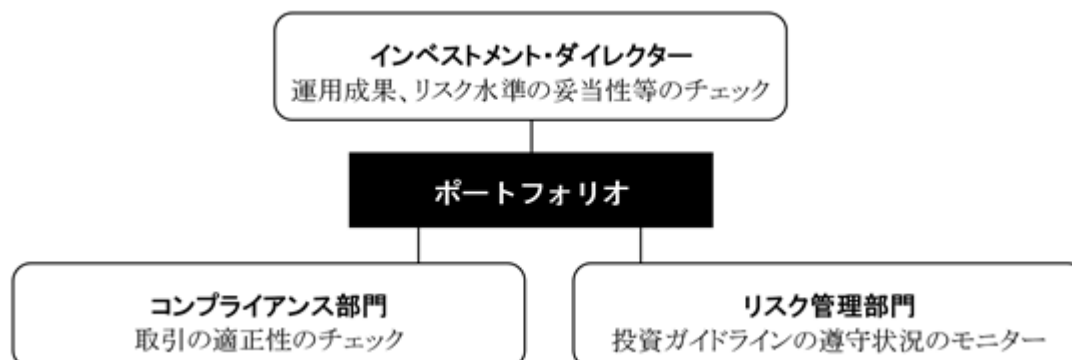 インベストメント・ダイレクター
運用成果、リスク水準の妥当性等のチェック
ポートフォリオ
コンプライアンス部門
取引の適正性のチェック
リスク管理部門
投資ガイドラインの遵守状況のモニター